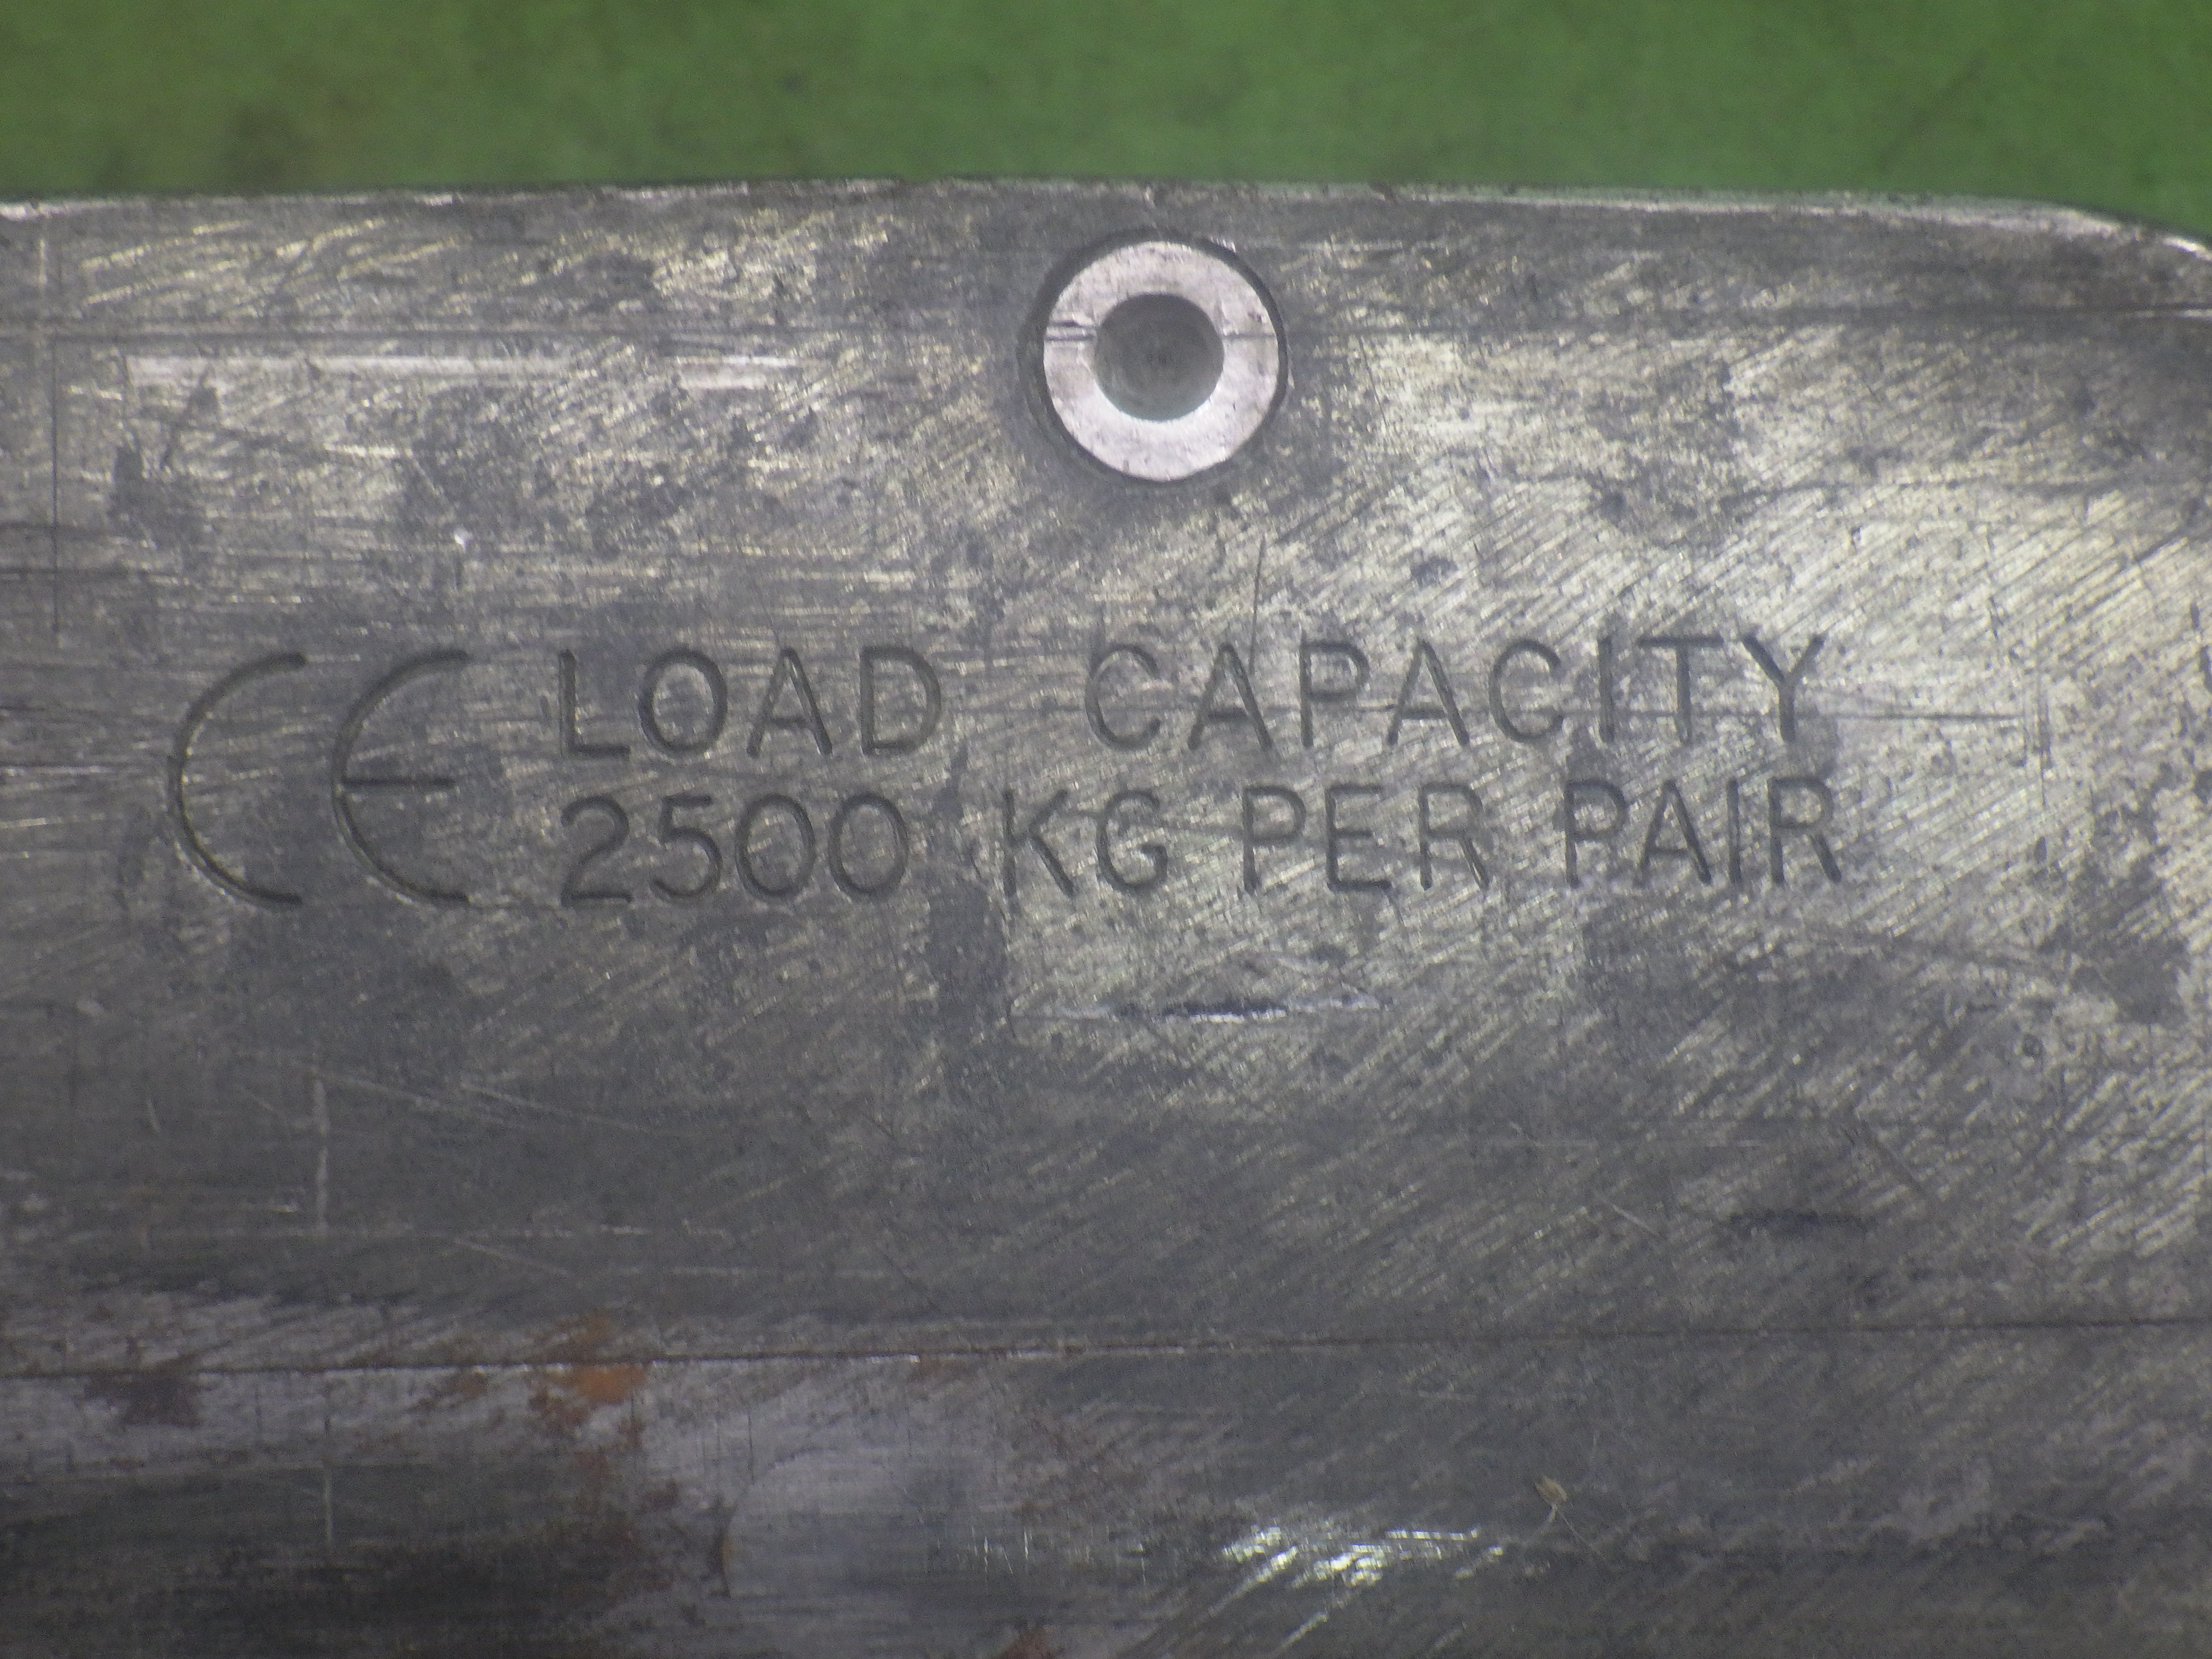 CE LOAD CAPACITY
2500 KG PER PAIR